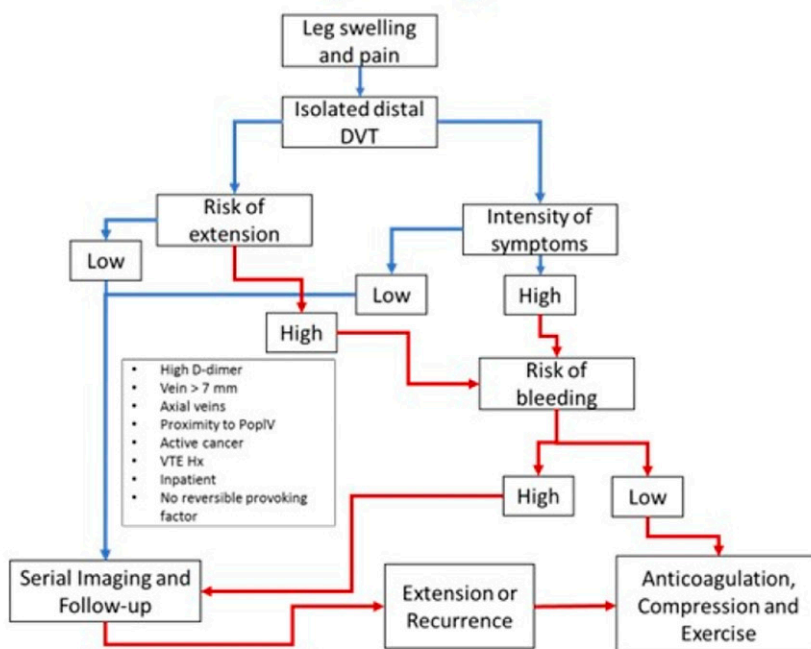 Leg swelling
and pain
Isolated distal
DVT
Risk of
extension
Intensity of
symptoms
Low
Low
High
High
• High D-dimer
• Vein > 7 mm
• Axial veins
• Proximity to PoplV
• Active cancer
• VTE Hx
• Inpatient
• No reversible provoking
factor
Risk of
bleeding
High
Low
Serial Imaging and
Follow-up
Extension or
Recurrence
Anticoagulation,
Compression and
Exercise